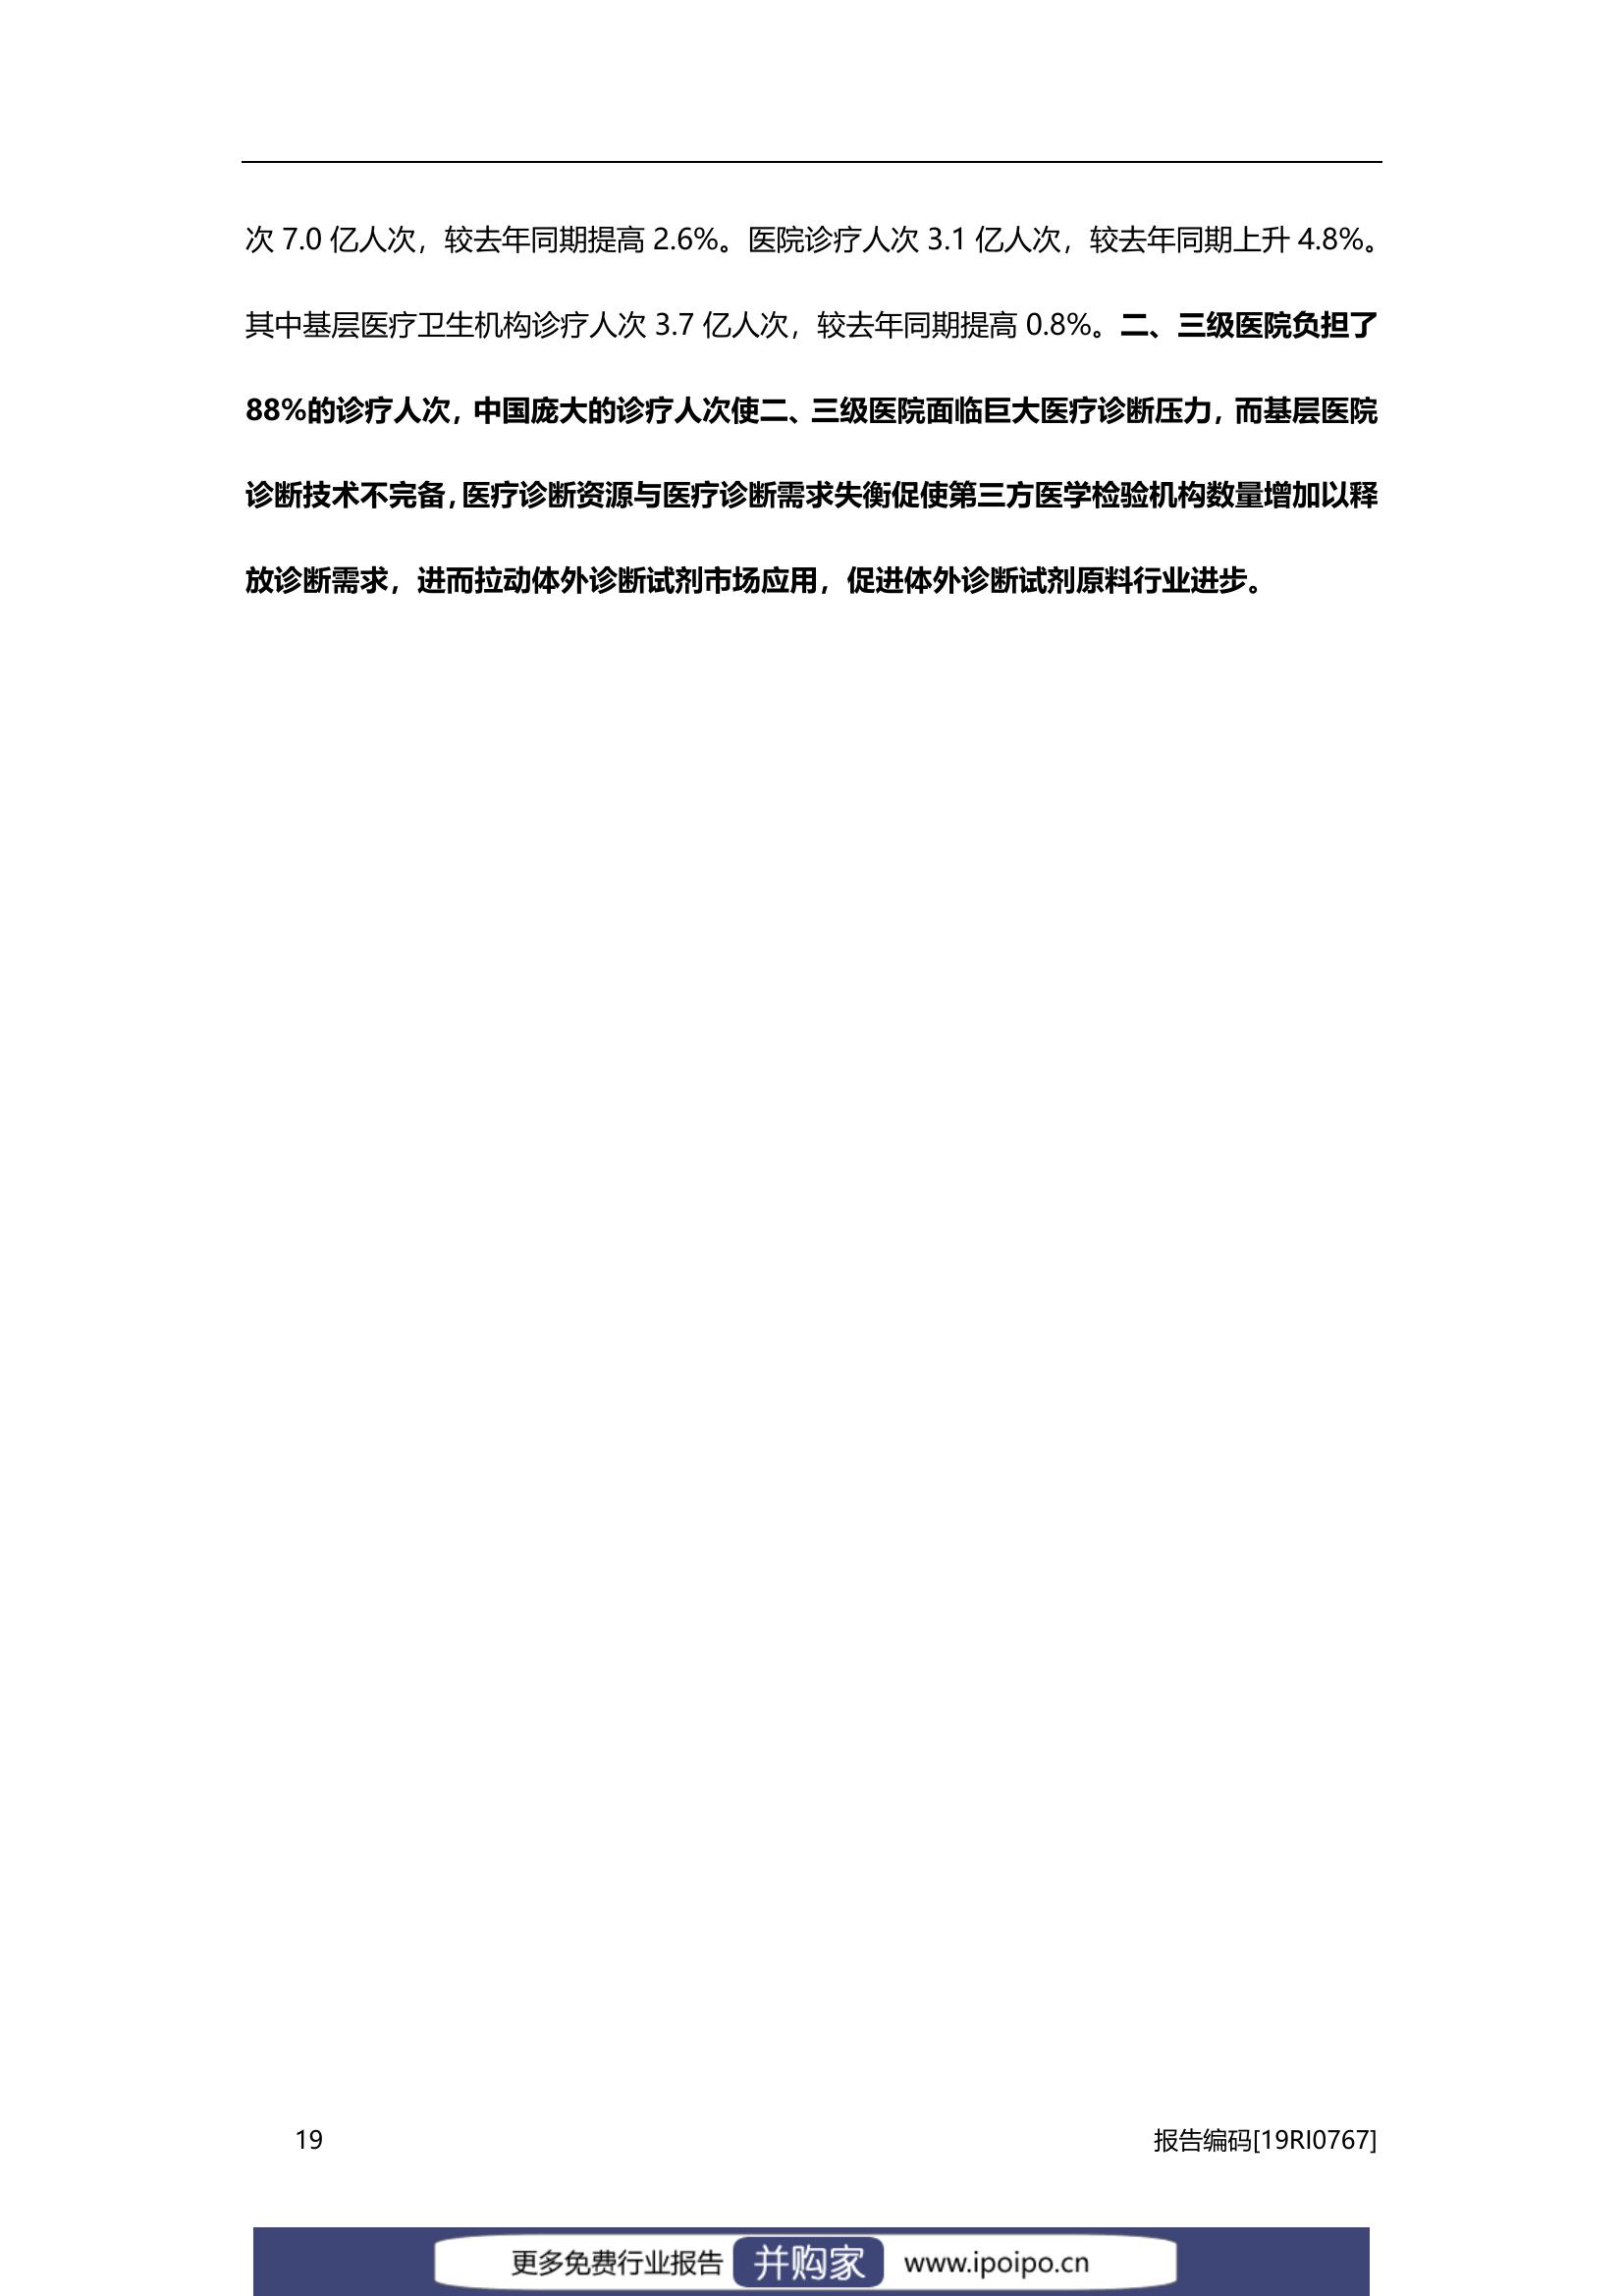 次 7.0 亿人次，较去年同期提高 2.6%。医院诊疗人次 3.1 亿人次，较去年同期上升 4.8%。
其中基层医疗卫生机构诊疗人次 3.7 亿人次，较去年同期提高 0.8%。二、三级医院负担了
88%的诊疗人次，中国庞大的诊疗人次使二、三级医院面临巨大医疗诊断压力，而基层医院
诊断技术不完备，医疗诊断资源与医疗诊断需求失衡促使第三方医学检验机构数量增加以释
放诊断需求，进而拉动体外诊断试剂市场应用，促进体外诊断试剂原料行业进步。
19 报告编码[19RI0767]
更多免费行业报告 并购家 www.ipoipo.cn